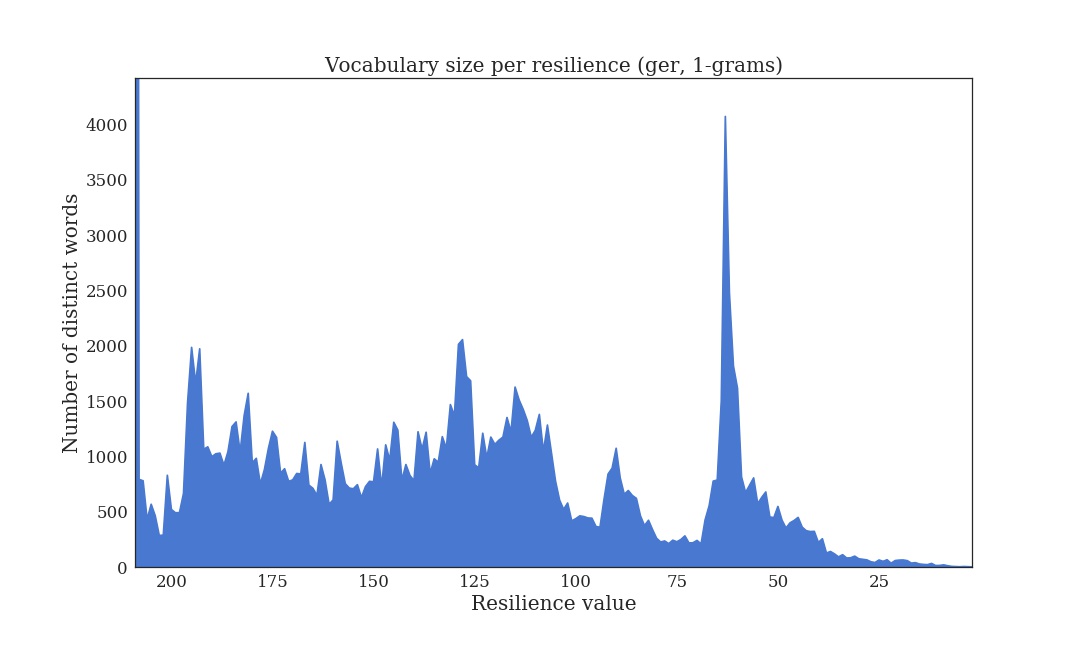 Vocabulary size per resilience (ger, 1-grams)
Number of distinct words
4000
3500
3000
2500
2000
1500
1000
500
0
200 175 150 125 100 75 50 25
Resilience value